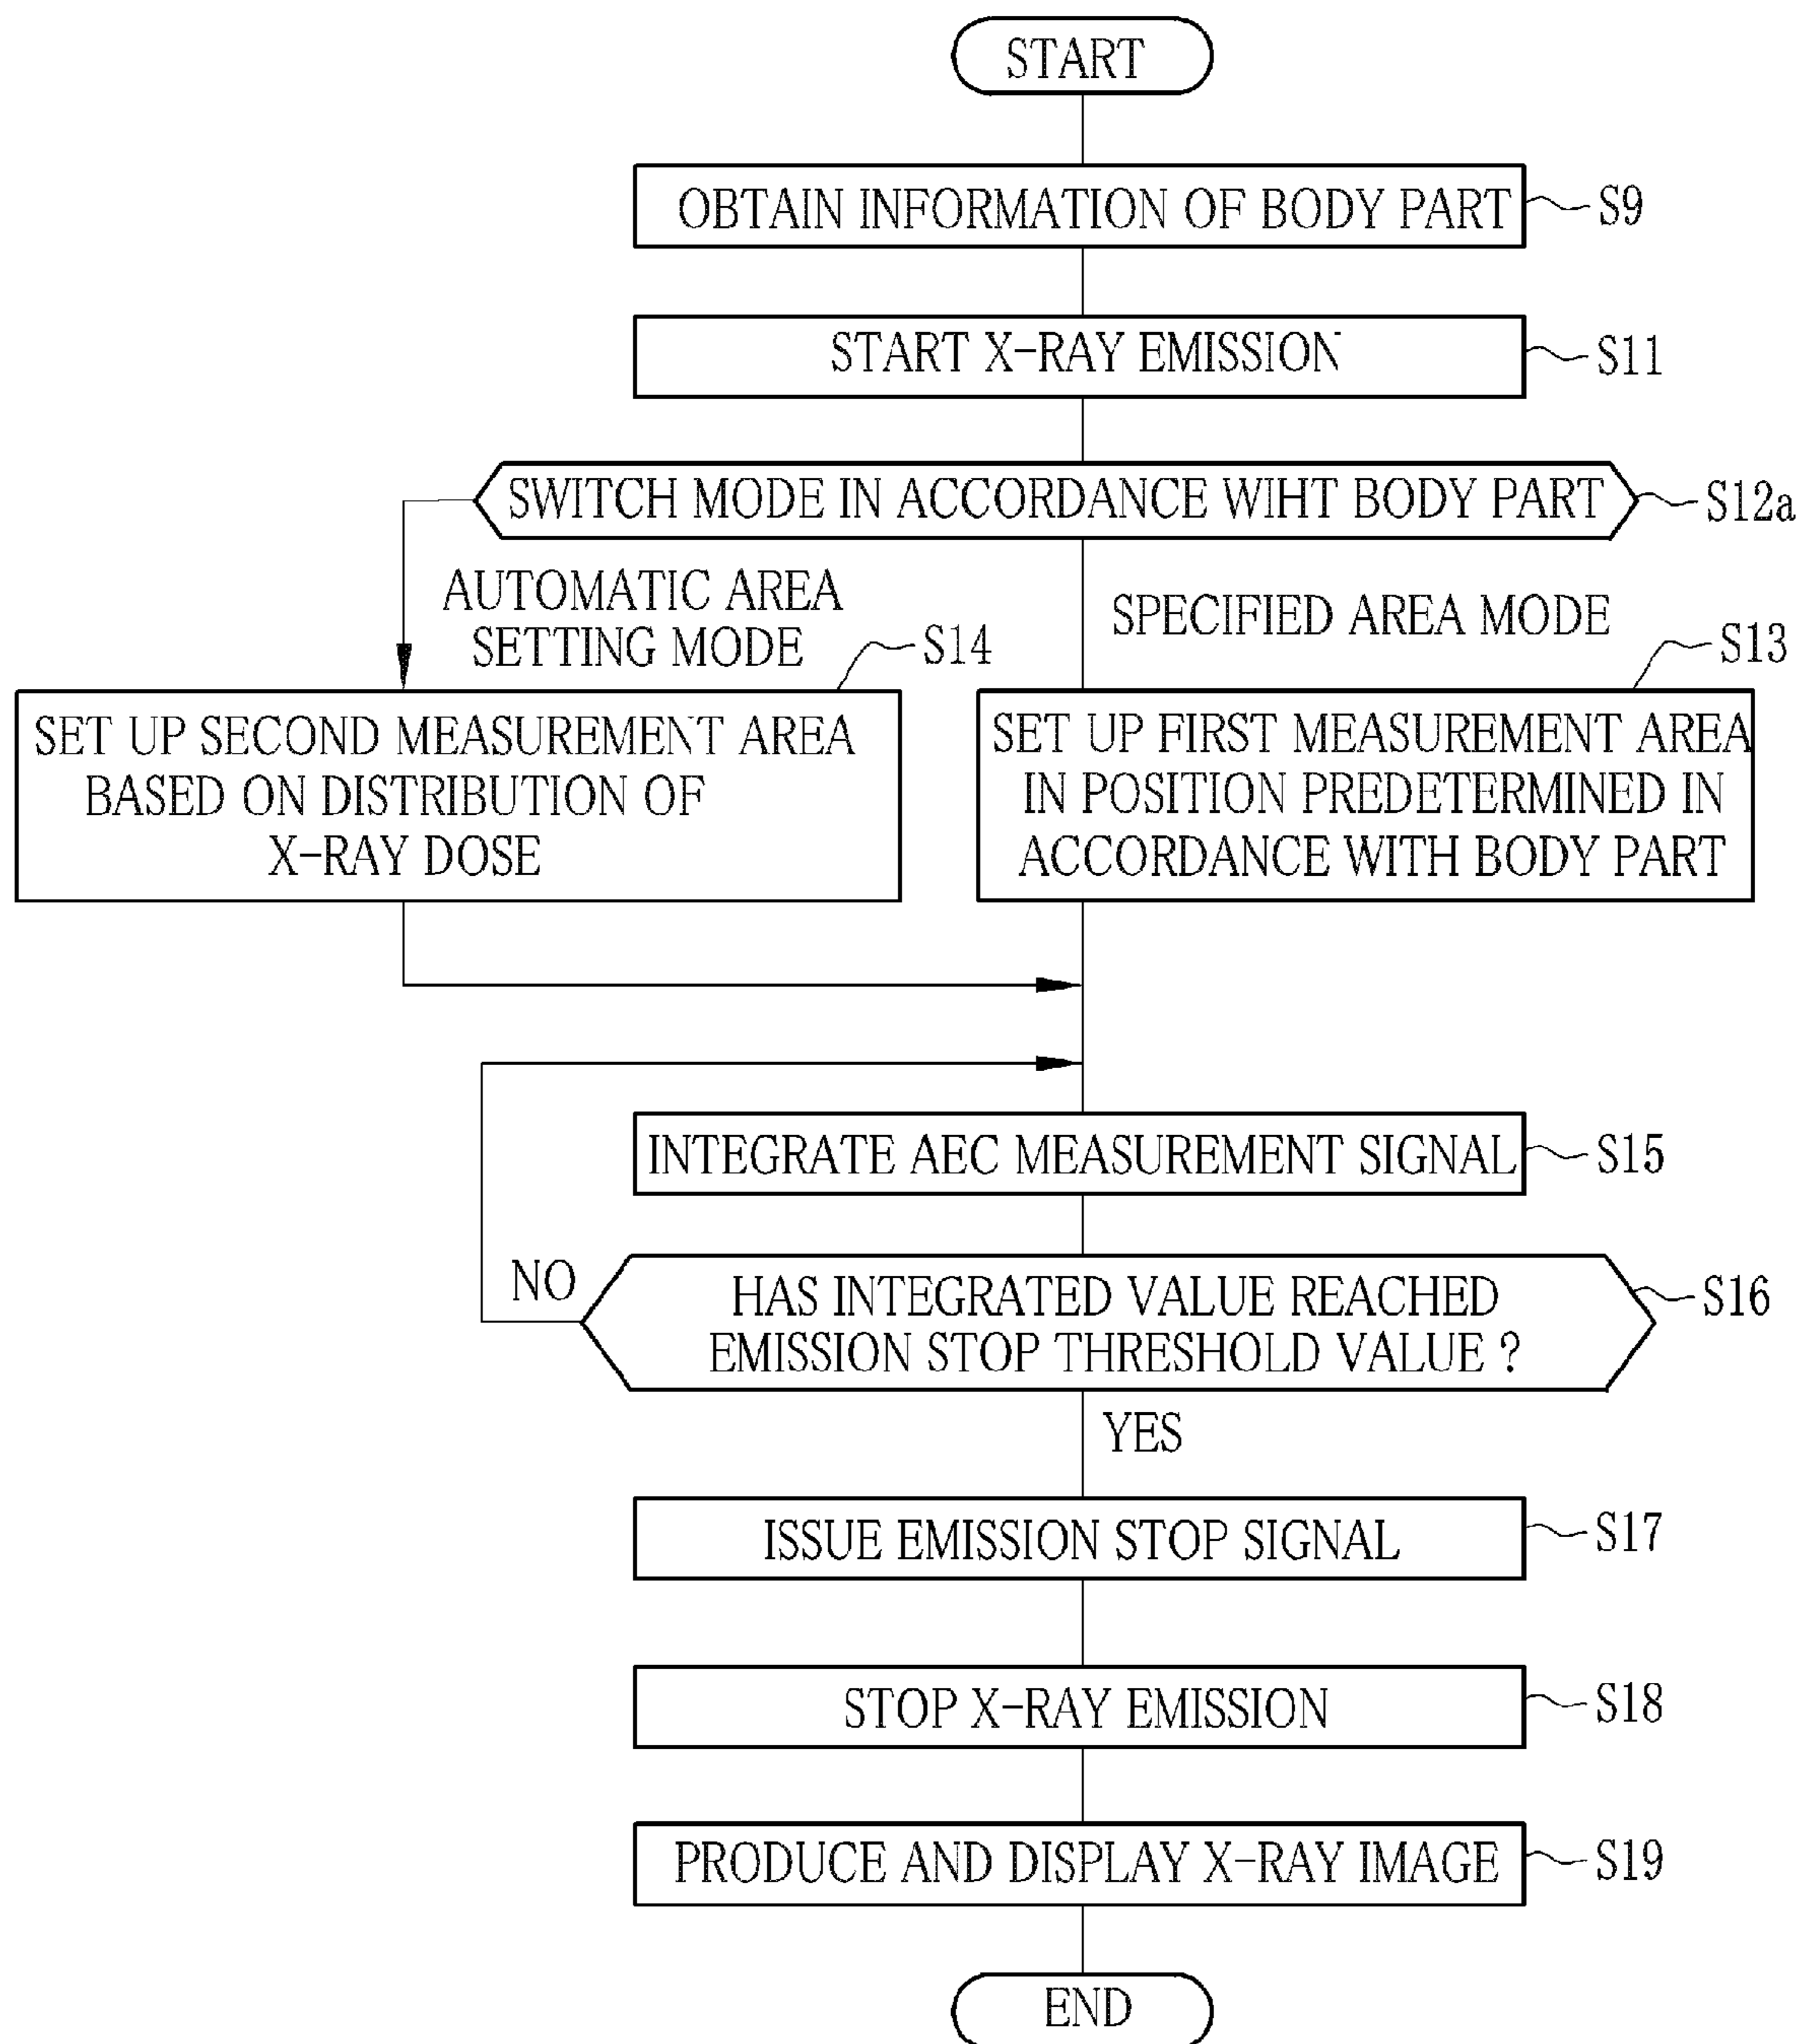 START
OBTAIN INFORMATION OF BODY PART
S9
START X-RAY EMISSION
S11
SWITCH MODE IN ACCORDANCE WIHT BODY PART
S12a
AUTOMATIC AREA
SETTING MODE
SPECIFIED AREA MODE
S14
S13
SET UP SECOND MEASUREMENT AREA
BASED ON DISTRIBUTION OF
X-RAY DOSE
SET UP FIRST MEASUREMENT AREA
IN POSITION PREDETERMINED IN
ACCORDANCE WITH BODY PART
INTEGRATE AEC MEASUREMENT SIGNAL
S15
NO
HAS INTEGRATED VALUE REACHED
EMISSION STOP THRESHOLD VALUE ?
S16
YES
ISSUE EMISSION STOP SIGNAL
S17
STOP X-RAY EMISSION
S18
PRODUCE AND DISPLAY X-RAY IMAGE
S19
END